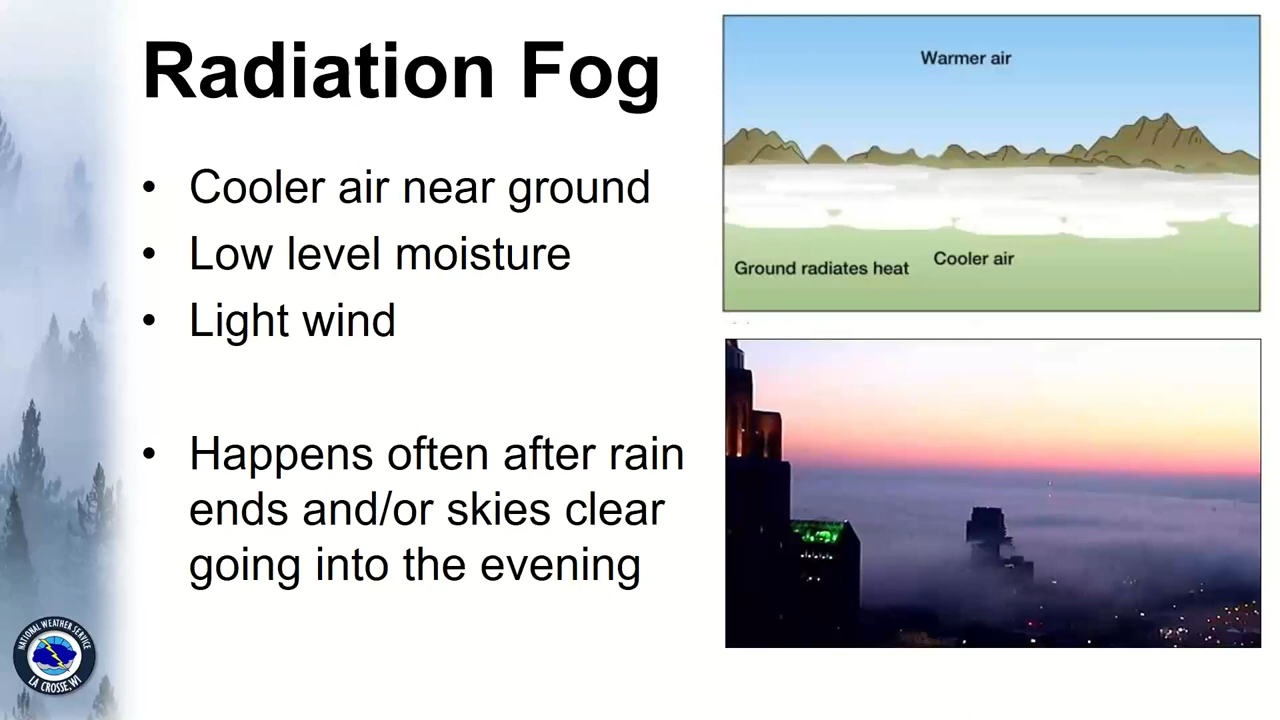 Radiation Fog
• Cooler air near ground
• Low level moisture
• Light wind
• Happens often after rain
ends and/or skies clear
going into the evening
Warmer air
Ground radiates heat
Cooler air
NATIONAL WEATHER SERVICE
LA CROSSE, WI